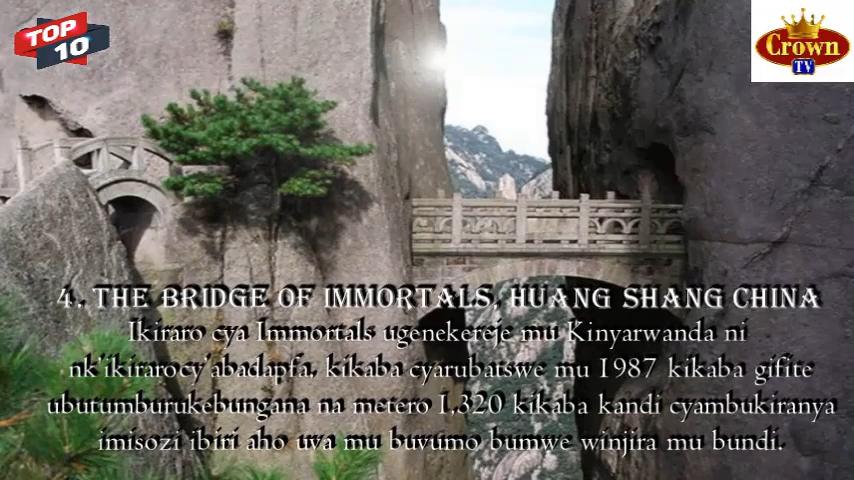 TOP
10
Crown
TV
4. THE BRIDGE OF IMMORTALS, HUANG SHANG CHINA
Ikiraro cya Immortals ugenekereje mu Kinyarwanda ni
nk'ikirarocy'abadapfa, kikaba cyarubatswe mu 1987 kikaba gifite
ubutumburukebungana na metero 1,320 kikaba kandi cyambukiranya
imisozi ibiri aho uva mu buvumo bumwe winjira mu bundi.